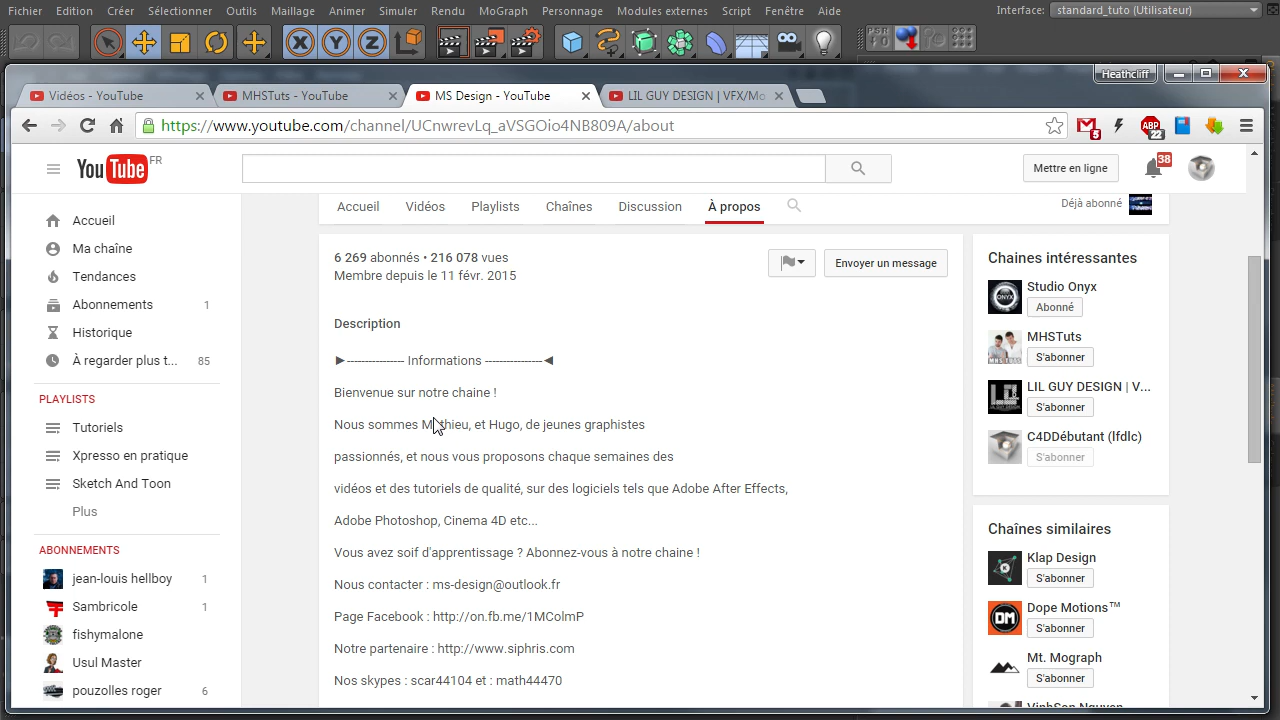 Fichier Edition Créer Sélectionner Outils Maillage Animer Simuler Rendu MoGraph Personnage Modules externes Script Fenêtre Aide
Interface: standard_tuto (Utilisateur)
PSR
Heathcliff
Vidéos - YouTube
MHSTuts - YouTube
MS Design - YouTube
LIL GUY DESIGN | VFX/Mo
https://www.youtube.com/channel/UCnwrevLq_aVSGOio4NB809A/about
5
ABP
22
YouTube FR
Mettre en ligne
38
Accueil
Ma chaîne
Tendances
Abonnements 1
Historique
À regarder plus t... 85
PLAYLISTS
Tutoriels
Xpresso en pratique
Sketch And Toon
Plus
ABONNEMENTS
jean-louis hellboy 1
Sambricole 1
fishymalone
Usul Master
pouzolles roger 6
Accueil Vidéos Playlists Chaînes Discussion À propos
Déjà abonné
6 269 abonnés • 216 078 vues
Membre depuis le 11 févr. 2015
Envoyer un message
Description
►--------------- Informations ---------------◄
Bienvenue sur notre chaine !
Nous sommes Mathieu, et Hugo, de jeunes graphistes
passionnés, et nous vous proposons chaque semaines des
vidéos et des tutoriels de qualité, sur des logiciels tels que Adobe After Effects,
Adobe Photoshop, Cinema 4D etc...
Vous avez soif d'apprentissage ? Abonnez-vous à notre chaine !
Nous contacter : ms-design@outlook.fr
Page Facebook : http://on.fb.me/1MColmP
Notre partenaire : http://www.siphris.com
Nos skypes : scar44104 et : math44470
Chaines intéressantes
ONYX
Studio Onyx
Abonné
MHSTuts
S'abonner
LIL GUY DESIGN | V...
S'abonner
C4DDébutant (lfdlc)
S'abonner
Chaînes similaires
Klap Design
S'abonner
DM
Dope Motions™
S'abonner
Mt. Mograph
S'abonner
VinhSon Nguyen